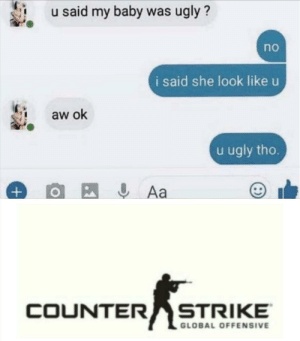 u said my baby was ugly ?
no
i said she look like u
aw ok
u ugly tho.
Aa
COUNTER STRIKE
GLOBAL OFFENSIVE